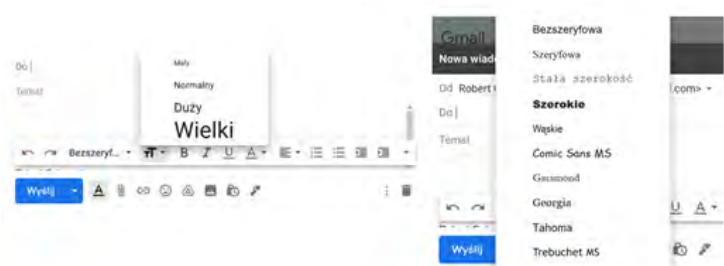 Do
Temat
Mały
Normalny
Duży
Wielki
Bezszeryf...
B I U A
Wyślij A
Gmail
Nowa wiad
Od Robert
.com>
Do
Temat
Bezszeryfowa
Szeryfowa
Stała szerokość
Szerokie
Wąskie
Comic Sans MS
Garamond
Georgia
Tahoma
Trebuchet MS
U A
Wyślij